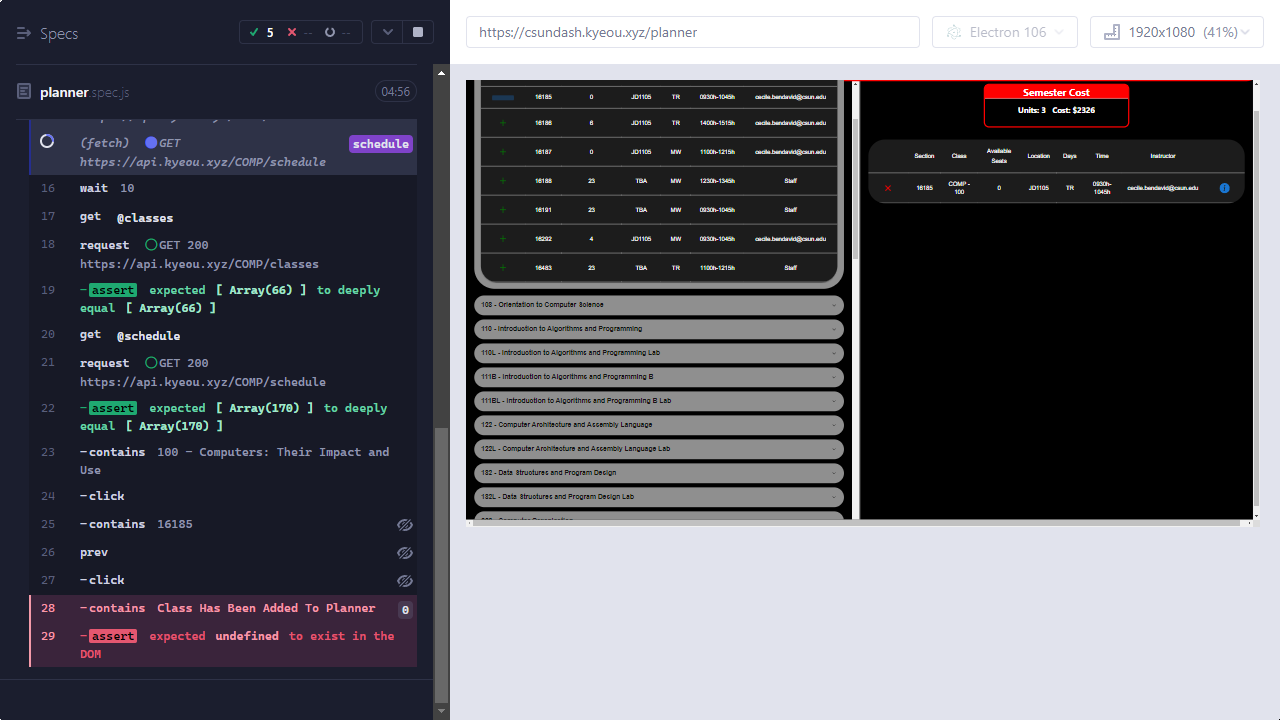 Specs
5
--
--
https://csundash.kyeou.xyz/planner
Electron 106
1920x1080 (41%)
planner.spec.js
04:56
(fetch) GET
https://api.kyeou.xyz/COMP/schedule
schedule
16 wait 10
17 get @classes
18 request GET 200
https://api.kyeou.xyz/COMP/classes
19 -assert expected [ Array(66) ] to deeply
equal [ Array(66) ]
20 get @schedule
21 request GET 200
https://api.kyeou.xyz/COMP/schedule
22 -assert expected [ Array(170) ] to deeply
equal [ Array(170) ]
23 -contains 100 - Computers: Their Impact and
Use
24 -click
25 -contains 16185
26 prev
27 -click
28 -contains Class Has Been Added To Planner 0
29 -assert expected undefined to exist in the
DOM
16185 0 JD1105 TR 0930h-1045h cecile.bendavid@csun.edu
+ 16186 6 JD1105 TR 1400h-1515h cecile.bendavid@csun.edu
+ 16187 0 JD1105 MW 1100h-1215h cecile.bendavid@csun.edu
+ 16188 23 TBA MW 1230h-1345h Staff
+ 16191 23 TBA MW 0930h-1045h Staff
+ 16292 4 JD1105 MW 0930h-1045h cecile.bendavid@csun.edu
+ 16483 23 TBA TR 1100h-1215h Staff
108 - Orientation to Computer Science
110 - Introduction to Algorithms and Programming
110L - Introduction to Algorithms and Programming Lab
111B - Introduction to Algorithms and Programming B
111BL - Introduction to Algorithms and Programming B Lab
122 - Computer Architecture and Assembly Language
122L - Computer Architecture and Assembly Language Lab
182 - Data Structures and Program Design
182L - Data Structures and Program Design Lab
Semester Cost
Units: 3 Cost: $2326
Section Class Available Seats Location Days Time Instructor
16185 COMP - 100 0 JD1105 TR 0930h-1045h cecile.bendavid@csun.edu